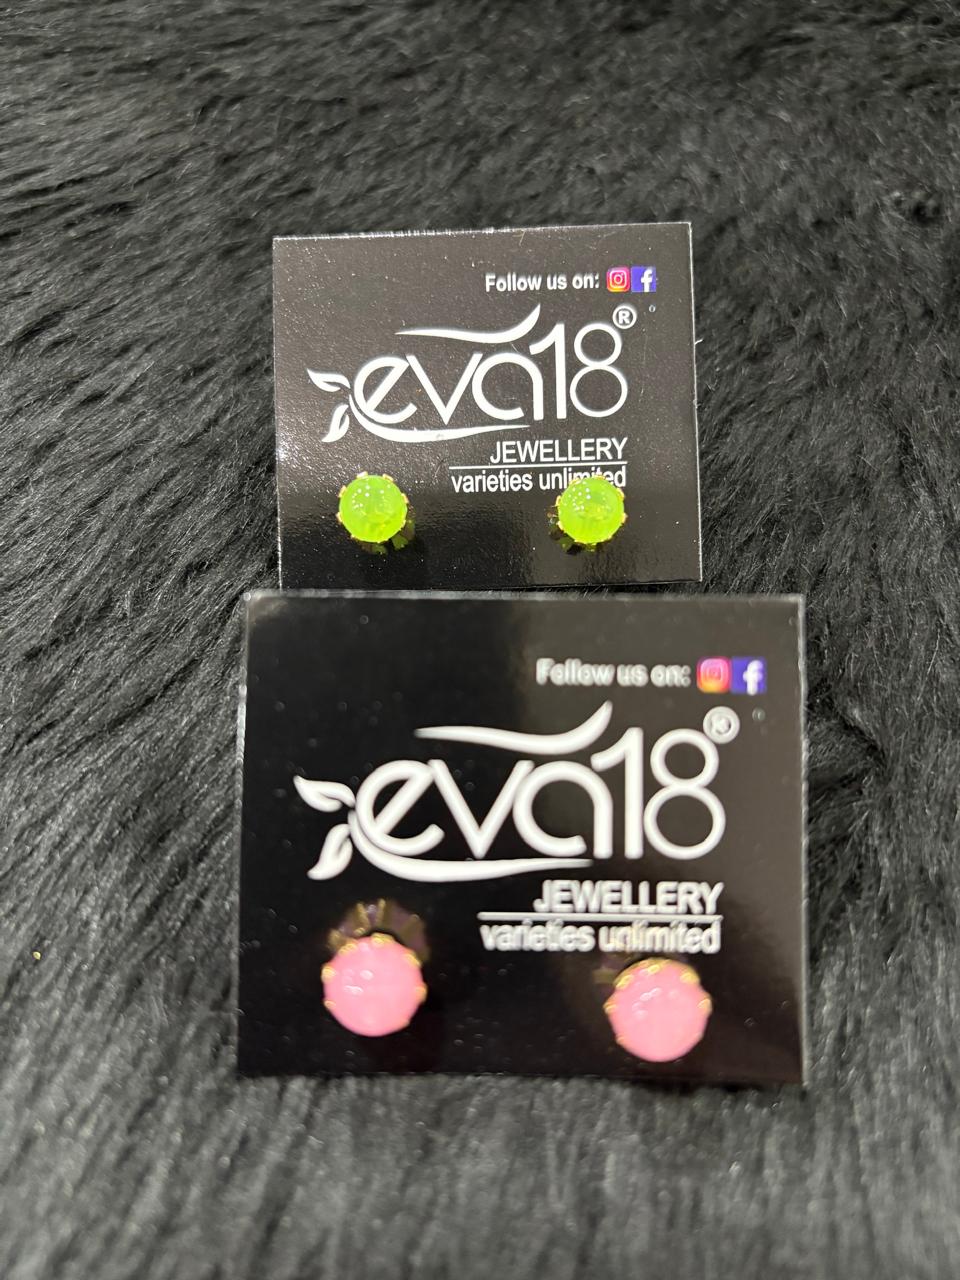 Follow us on:
eva18®
JEWELLERY
varieties unlimited
Follow us on:
eva18®
JEWELLERY
varieties unlimited